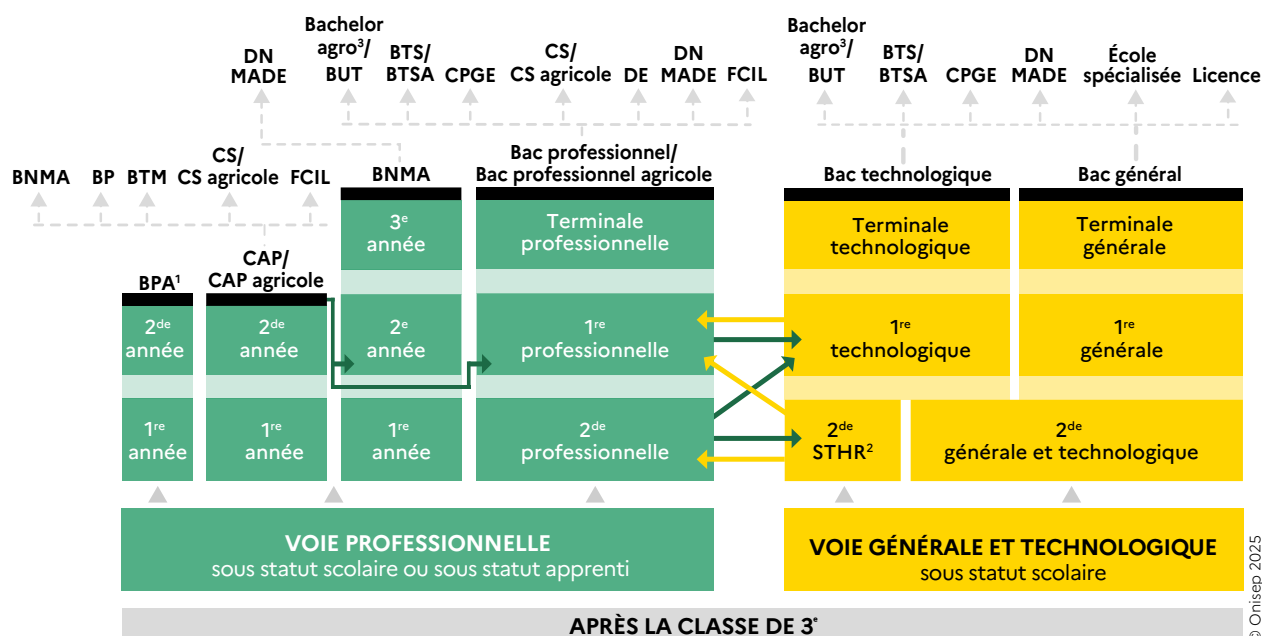 Bachelor
agro³/
BUT
BTS/
BTSA
CPGE
CS/
CS agricole
DE
DN
MADE
FCIL
Bachelor
agro³/
BUT
BTS/
BTSA
CPGE
DN
MADE
École
spécialisée
Licence
DN
MADE
BNMA
BP
BTM
CS/
CS agricole
FCIL
BNMA
Bac professionnel/
Bac professionnel agricole
Bac technologique
Bac général
3e
année
Terminale
professionnelle
Terminale
technologique
Terminale
générale
BPA¹
CAP/
CAP agricole
2de
année
2de
année
2e
année
1re
professionnelle
1re
technologique
1re
générale
1re
année
1re
année
1re
année
2de
professionnelle
2de
STHR²
2de
générale et technologique
VOIE PROFESSIONNELLE
sous statut scolaire ou sous statut apprenti
VOIE GÉNÉRALE ET TECHNOLOGIQUE
sous statut scolaire
APRÈS LA CLASSE DE 3e
© Onisep 2025